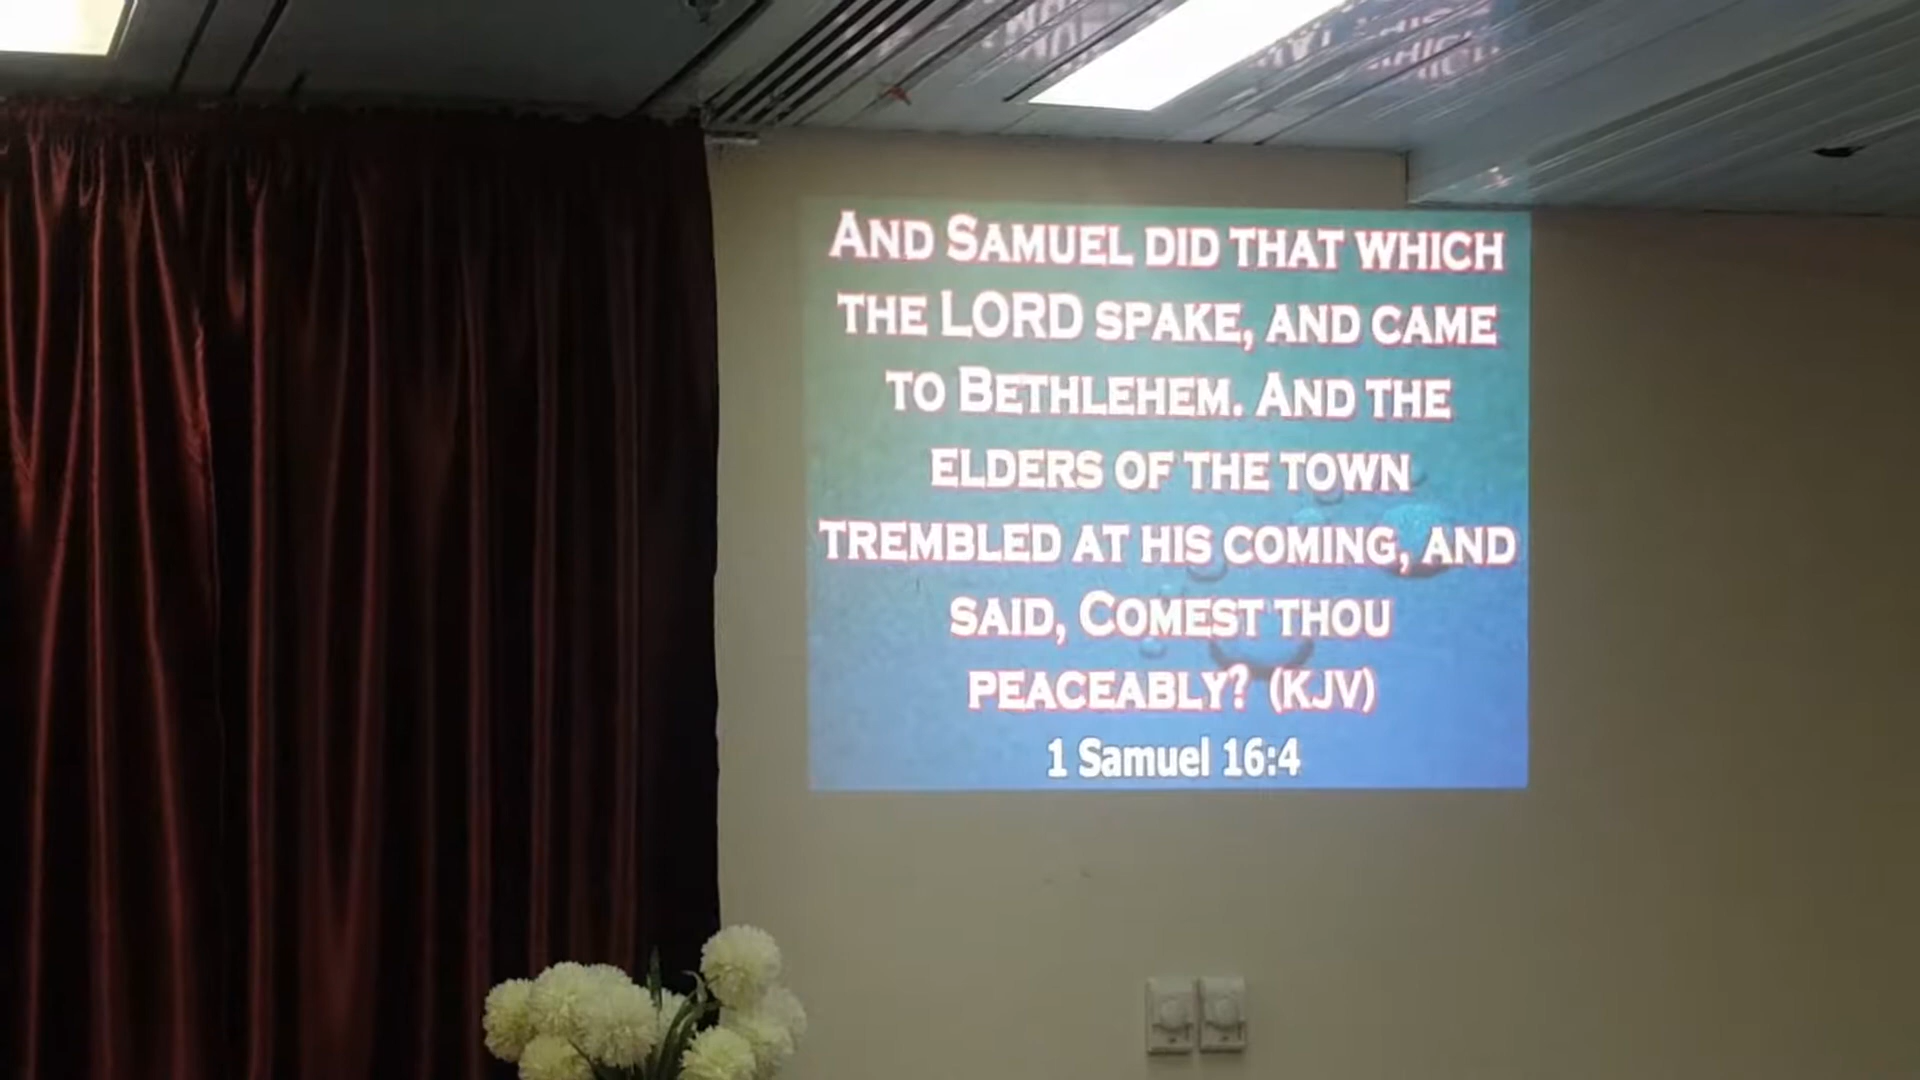 AND SAMUEL DID THAT WHICH
THE LORD SPAKE, AND CAME
TO BETHLEHEM. AND THE
ELDERS OF THE TOWN
TREMBLED AT HIS COMING, AND
SAID, COMEST THOU
PEACEABLY? (KJV)
1 Samuel 16:4